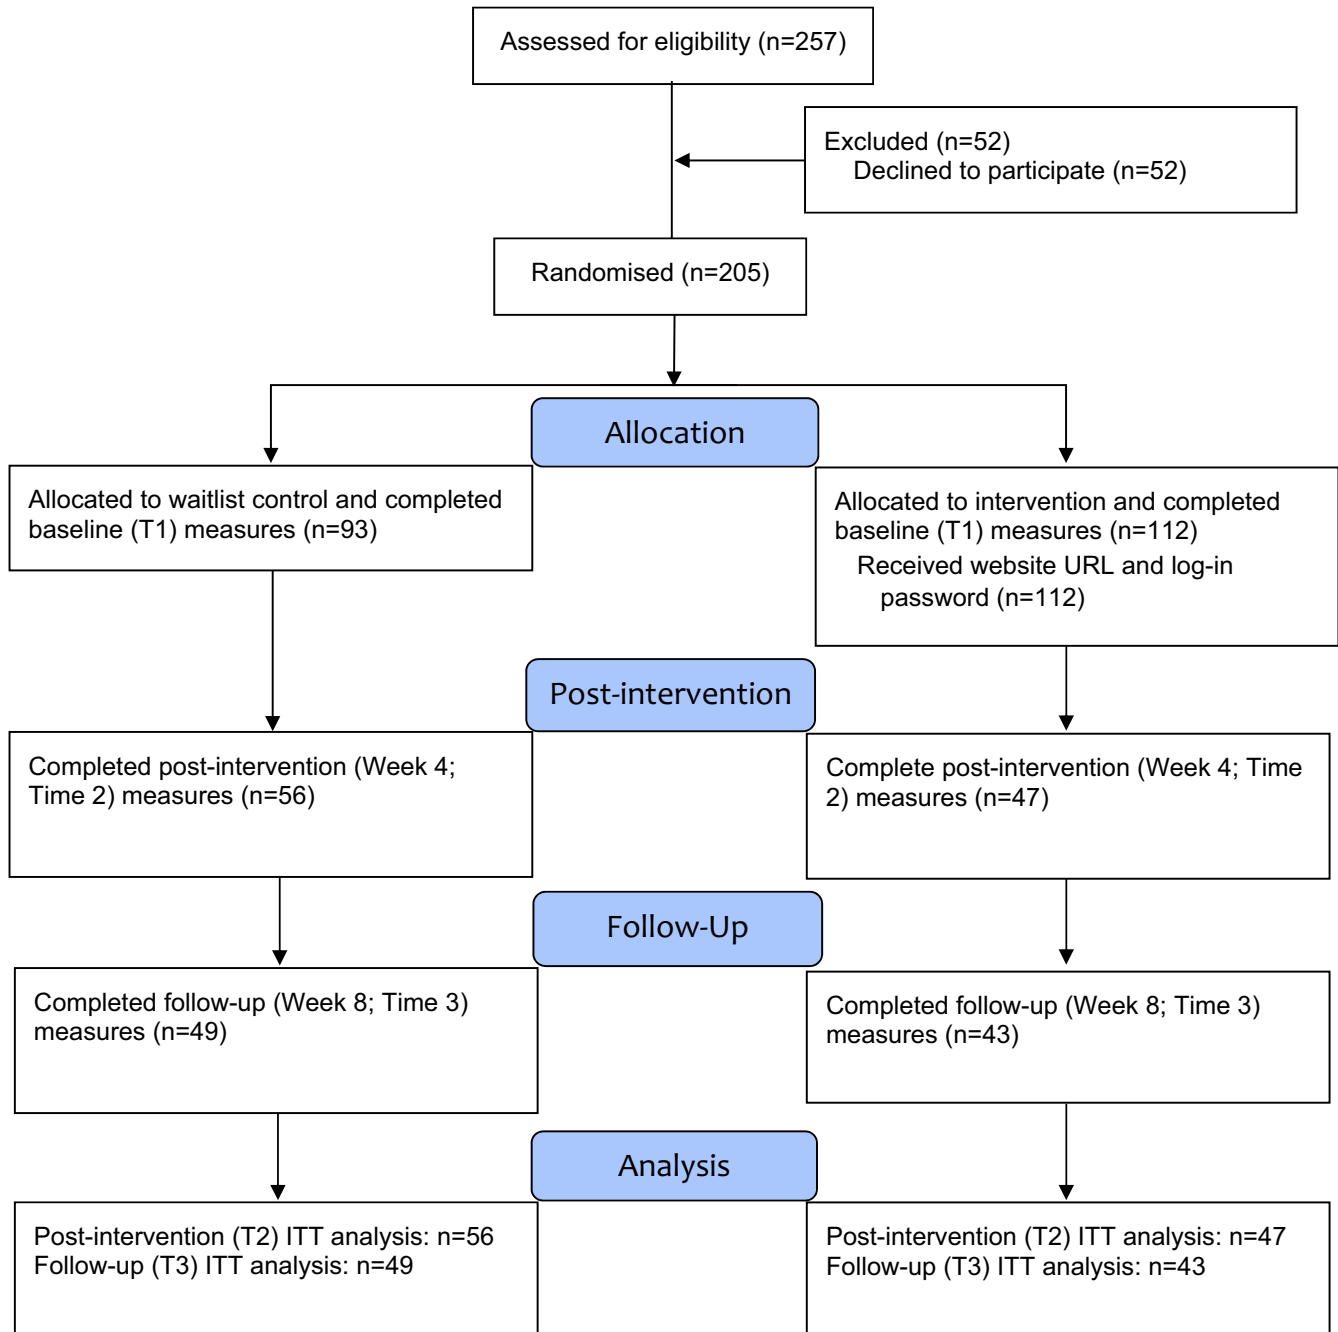 Assessed for eligibility (n=257)
Excluded (n=52)
Declined to participate (n=52)
Randomised (n=205)
Allocation
Allocated to waitlist control and completed
baseline (T1) measures (n=93)
Allocated to intervention and completed
baseline (T1) measures (n=112)
Received website URL and log-in
password (n=112)
Post-intervention
Completed post-intervention (Week 4;
Time 2) measures (n=56)
Complete post-intervention (Week 4; Time
2) measures (n=47)
Follow-Up
Completed follow-up (Week 8; Time 3)
measures (n=49)
Completed follow-up (Week 8; Time 3)
measures (n=43)
Analysis
Post-intervention (T2) ITT analysis: n=56
Follow-up (T3) ITT analysis: n=49
Post-intervention (T2) ITT analysis: n=47
Follow-up (T3) ITT analysis: n=43